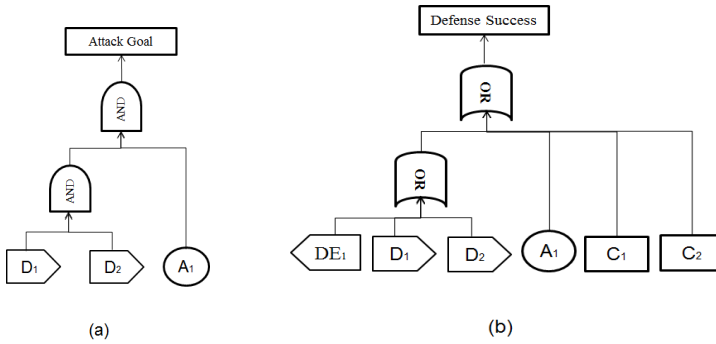 Attack Goal
AND
AND
D1
D2
A1
(a)
Defense Success
OR
OR
DE1
D1
D2
A1
C1
C2
(b)